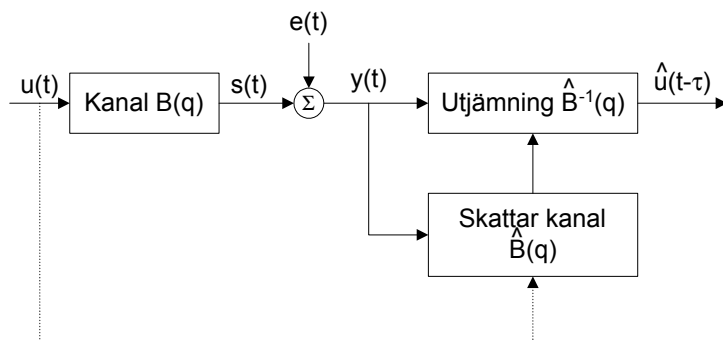 e(t)
u(t)
Kanal B(q)
s(t)
Σ
y(t)
Utjämning B̂⁻¹(q)
û(t-τ)
Skattar kanal
B̂(q)